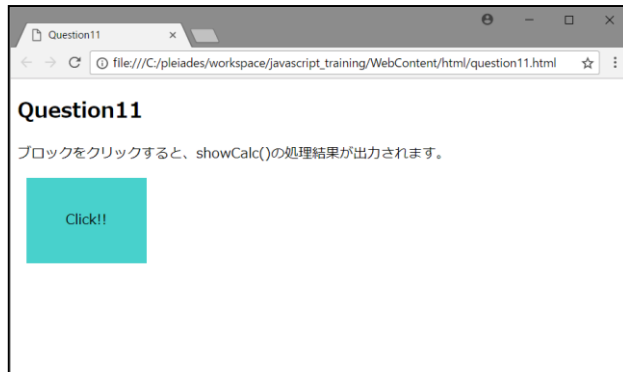 Question11
file:///C:/pleiades/workspace/javascript_training/WebContent/html/question11.html
Question11
ブロックをクリックすると、showCalc()の処理結果が出力されます。
Click!!